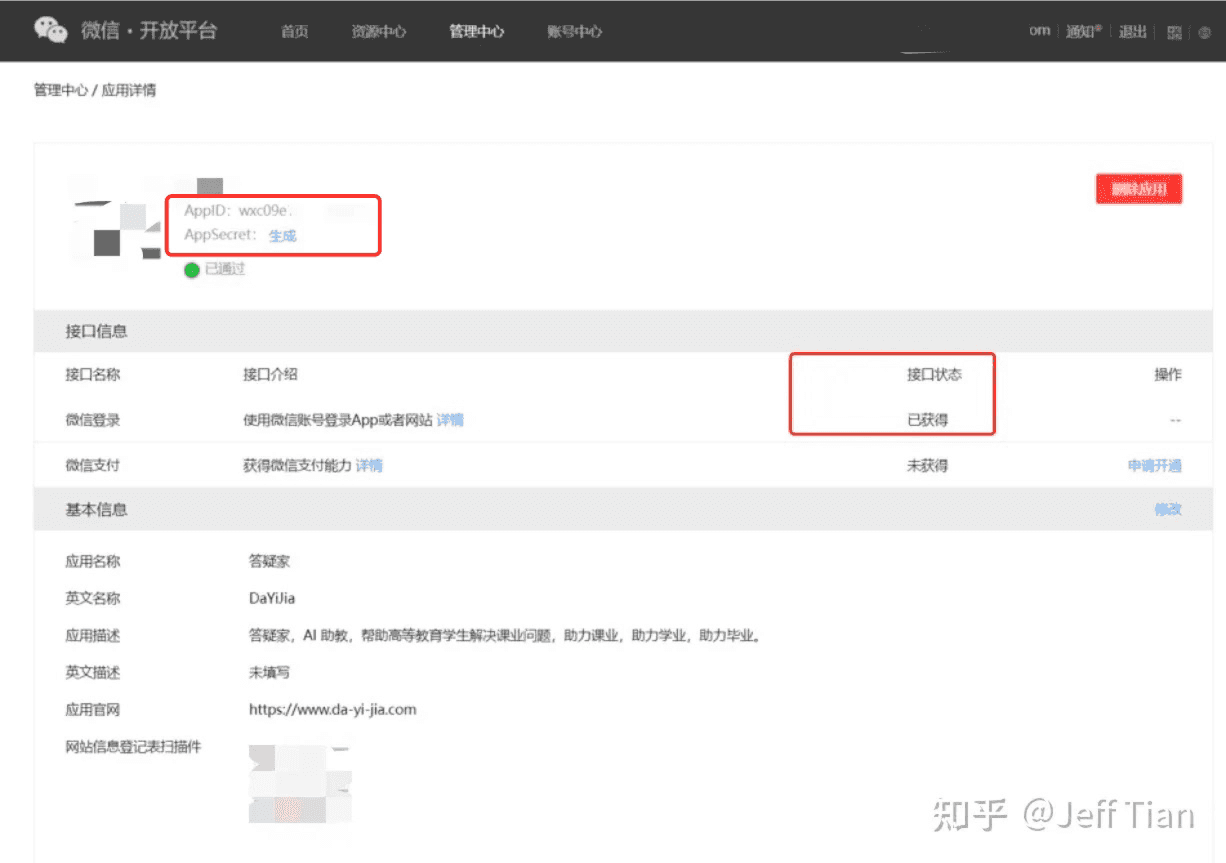 微信·开放平台 首页 资源中心 管理中心 账号中心 om 通知 退出
管理中心 / 应用详情
删除应用
AppID: wxc09e.
AppSecret: 生成
已通过
接口信息
接口名称 接口介绍 接口状态 操作
微信登录 使用微信账号登录App或者网站 详情 已获得 --
微信支付 获得微信支付能力 详情 未获得 申请开通
基本信息 修改
应用名称 答疑家
英文名称 DaYiJia
应用描述 答疑家，AI 助教，帮助高等教育学生解决课业问题，助力课业，助力学业，助力毕业。
英文描述 未填写
应用官网 https://www.da-yi-jia.com
网站信息登记表扫描件
知乎 @Jeff Tian